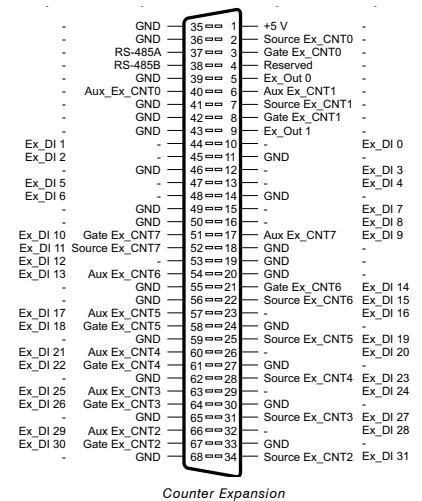 - GND 35 1 +5 V -
- GND 36 2 Source Ex_CNT0 -
- RS-485A 37 3 Gate Ex_CNT0 -
- RS-485B 38 4 Reserved -
- GND 39 5 Ex_Out 0 -
- Aux_Ex_CNT0 40 6 Aux Ex_CNT1 -
- GND 41 7 Source Ex_CNT1 -
- GND 42 8 Gate Ex_CNT1 -
- GND 43 9 Ex_Out 1 -
Ex_DI 1 - 44 10 - Ex_DI 0
Ex_DI 2 - 45 11 GND -
- GND 46 12 - Ex_DI 3
Ex_DI 5 - 47 13 - Ex_DI 4
Ex_DI 6 - 48 14 GND -
- GND 49 15 - Ex_DI 7
- GND 50 16 - Ex_DI 8
Ex_DI 10 Gate Ex_CNT7 51 17 Aux Ex_CNT7 Ex_DI 9
Ex_DI 11 Source Ex_CNT7 52 18 GND -
Ex_DI 12 - 53 19 GND -
Ex_DI 13 Aux Ex_CNT6 54 20 GND -
- GND 55 21 Gate Ex_CNT6 Ex_DI 14
- GND 56 22 Source Ex_CNT6 Ex_DI 15
Ex_DI 17 Aux Ex_CNT5 57 23 - Ex_DI 16
Ex_DI 18 Gate Ex_CNT5 58 24 GND -
- GND 59 25 Source Ex_CNT5 Ex_DI 19
Ex_DI 21 Aux Ex_CNT4 60 26 - Ex_DI 20
Ex_DI 22 Gate Ex_CNT4 61 27 GND -
- GND 62 28 Source Ex_CNT4 Ex_DI 23
Ex_DI 25 Aux Ex_CNT3 63 29 - Ex_DI 24
Ex_DI 26 Gate Ex_CNT3 64 30 GND -
- GND 65 31 Source Ex_CNT3 Ex_DI 27
Ex_DI 29 Aux Ex_CNT2 66 32 - Ex_DI 28
Ex_DI 30 Gate Ex_CNT2 67 33 GND -
- GND 68 34 Source Ex_CNT2 Ex_DI 31
Counter Expansion